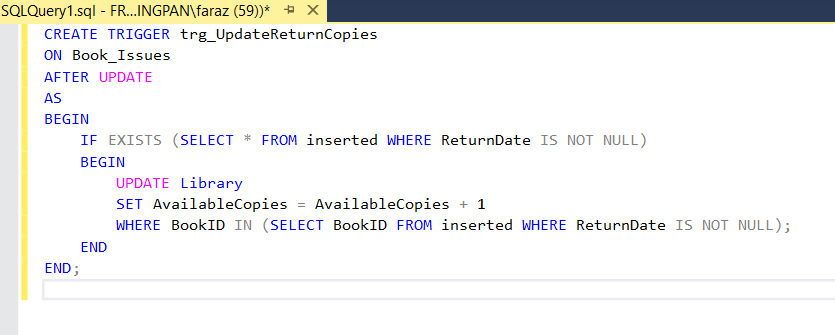 SQLQuery1.sql - FR...INGPAN\faraz (59))*
CREATE TRIGGER trg_UpdateReturnCopies
ON Book_Issues
AFTER UPDATE
AS
BEGIN
    IF EXISTS (SELECT * FROM inserted WHERE ReturnDate IS NOT NULL)
    BEGIN
        UPDATE Library
        SET AvailableCopies = AvailableCopies + 1
        WHERE BookID IN (SELECT BookID FROM inserted WHERE ReturnDate IS NOT NULL);
    END
END;